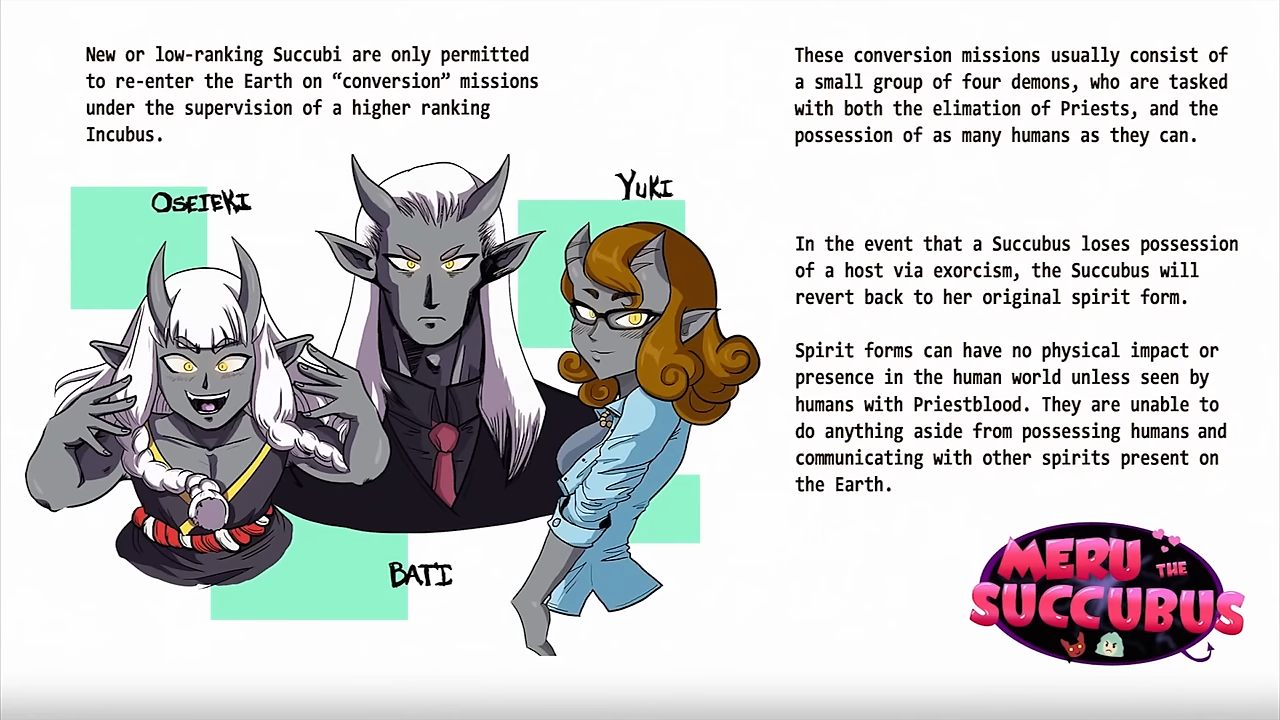 New or low-ranking Succubi are only permitted
to re-enter the Earth on “conversion” missions
under the supervision of a higher ranking
Incubus.
These conversion missions usually consist of
a small group of four demons, who are tasked
with both the elimation of Priests, and the
possession of as many humans as they can.
OSEIEKI
YUKI
BATI
In the event that a Succubus loses possession
of a host via exorcism, the Succubus will
revert back to her original spirit form.
Spirit forms can have no physical impact or
presence in the human world unless seen by
humans with Priestblood. They are unable to
do anything aside from possessing humans and
communicating with other spirits present on
the Earth.
MERU THE
SUCCUBUS